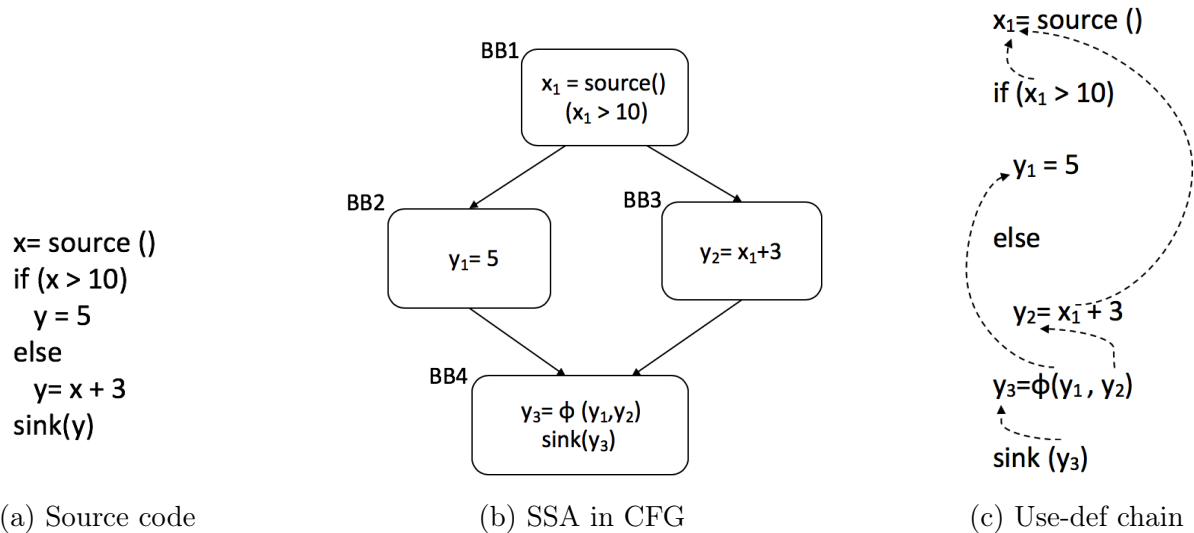 x= source ()
if (x > 10)
y = 5
else
y= x + 3
sink(y)
(a) Source code
BB1
x₁ = source()
(x₁ > 10)
BB2
y₁= 5
BB3
y₂= x₁+3
BB4
y₃= ϕ (y₁,y₂)
sink(y₃)
(b) SSA in CFG
x₁= source ()
if (x₁ > 10)
y₁ = 5
else
y₂= x₁ + 3
y₃=ϕ(y₁ , y₂)
sink (y₃)
(c) Use-def chain